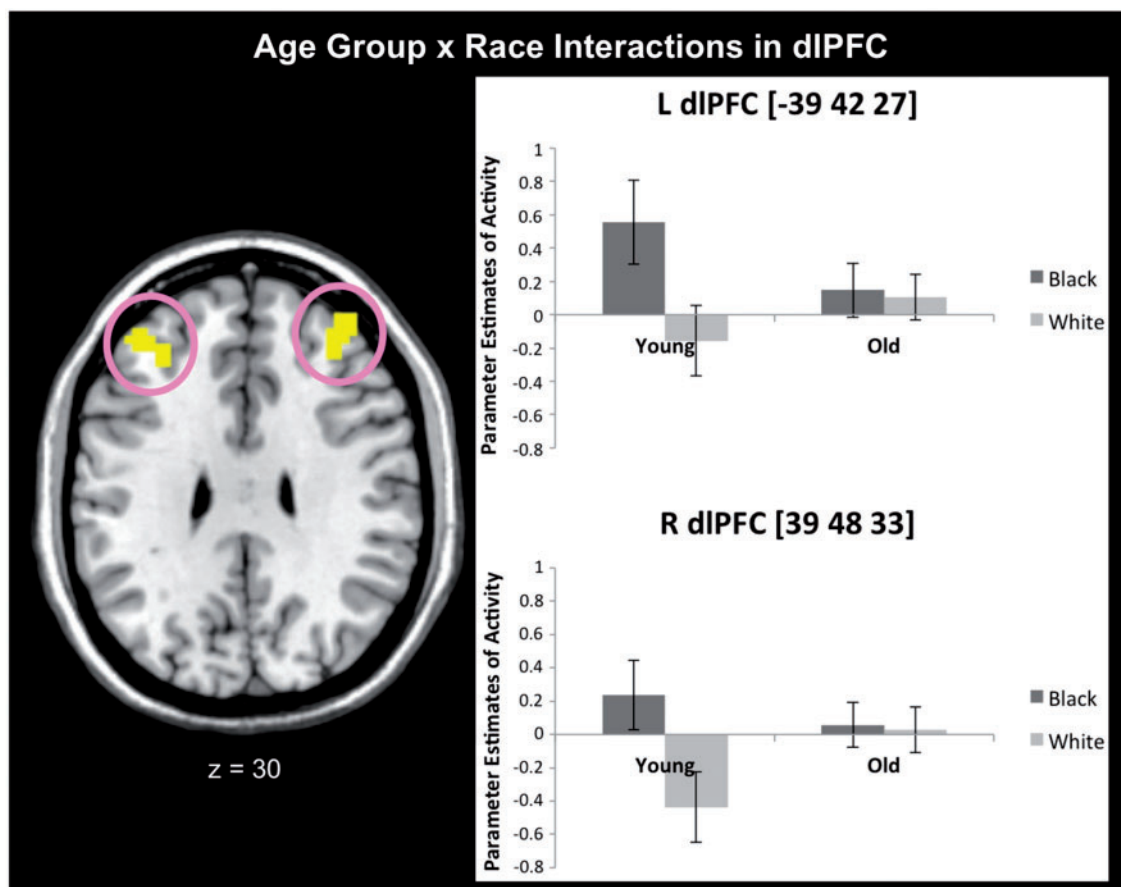 Age Group x Race Interactions in dlPFC
L dlPFC [-39 42 27]
Parameter Estimates of Activity
1
0.8
0.6
0.4
0.2
0
-0.2
-0.4
-0.6
-0.8
Young
Old
Black
White
R dlPFC [39 48 33]
Parameter Estimates of Activity
1
0.8
0.6
0.4
0.2
0
-0.2
-0.4
-0.6
-0.8
Young
Old
Black
White
z = 30